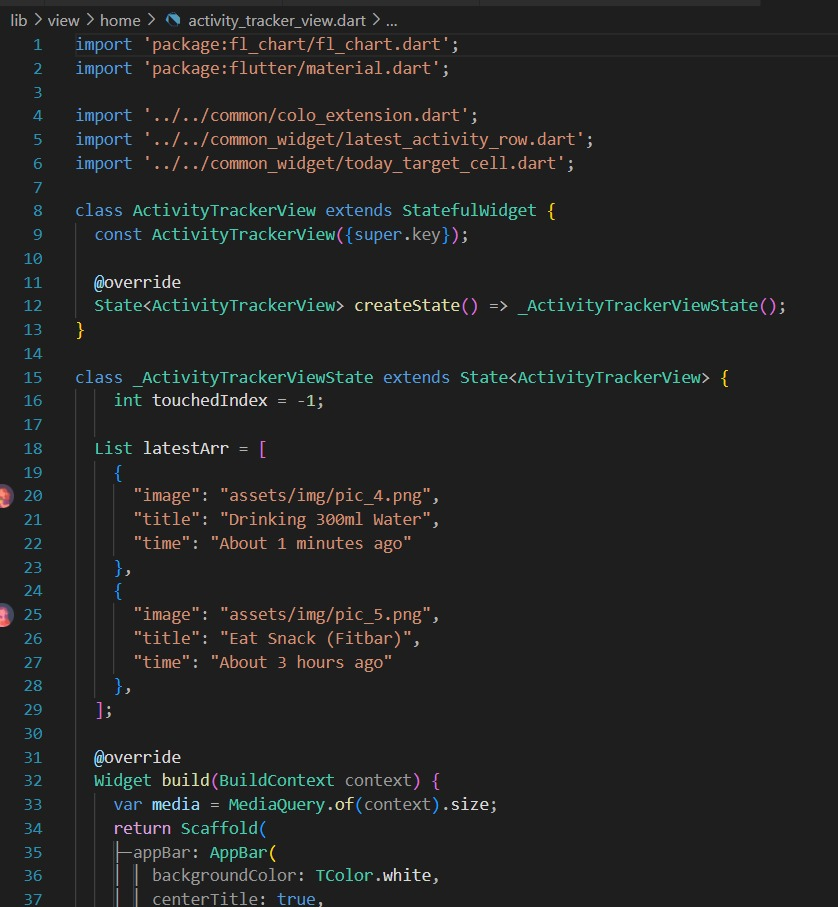 lib > view > home > activity_tracker_view.dart > ...
1 import 'package:fl_chart/fl_chart.dart';
2 import 'package:flutter/material.dart';
3
4 import '../../common/colo_extension.dart';
5 import '../../common_widget/latest_activity_row.dart';
6 import '../../common_widget/today_target_cell.dart';
7
8 class ActivityTrackerView extends StatefulWidget {
9   const ActivityTrackerView({super.key});
10
11   @override
12   State<ActivityTrackerView> createState() => _ActivityTrackerViewState();
13 }
14
15 class _ActivityTrackerViewState extends State<ActivityTrackerView> {
16     int touchedIndex = -1;
17
18   List latestArr = [
19     {
20       "image": "assets/img/pic_4.png",
21       "title": "Drinking 300ml Water",
22       "time": "About 1 minutes ago"
23     },
24     {
25       "image": "assets/img/pic_5.png",
26       "title": "Eat Snack (Fitbar)",
27       "time": "About 3 hours ago"
28     },
29   ];
30
31   @override
32   Widget build(BuildContext context) {
33     var media = MediaQuery.of(context).size;
34     return Scaffold(
35       appBar: AppBar(
36         backgroundColor: TColor.white,
37         centerTitle: true,